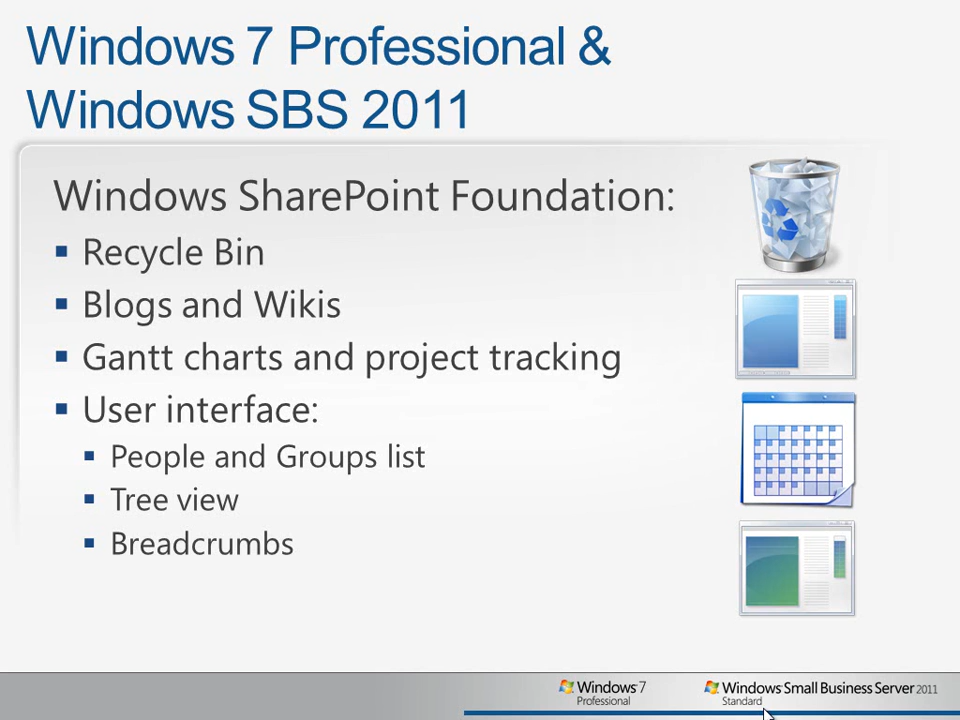 Windows 7 Professional &
Windows SBS 2011
Windows SharePoint Foundation:
Recycle Bin
Blogs and Wikis
Gantt charts and project tracking
User interface:
People and Groups list
Tree view
Breadcrumbs
Windows 7 Professional
Windows Small Business Server 2011 Standard